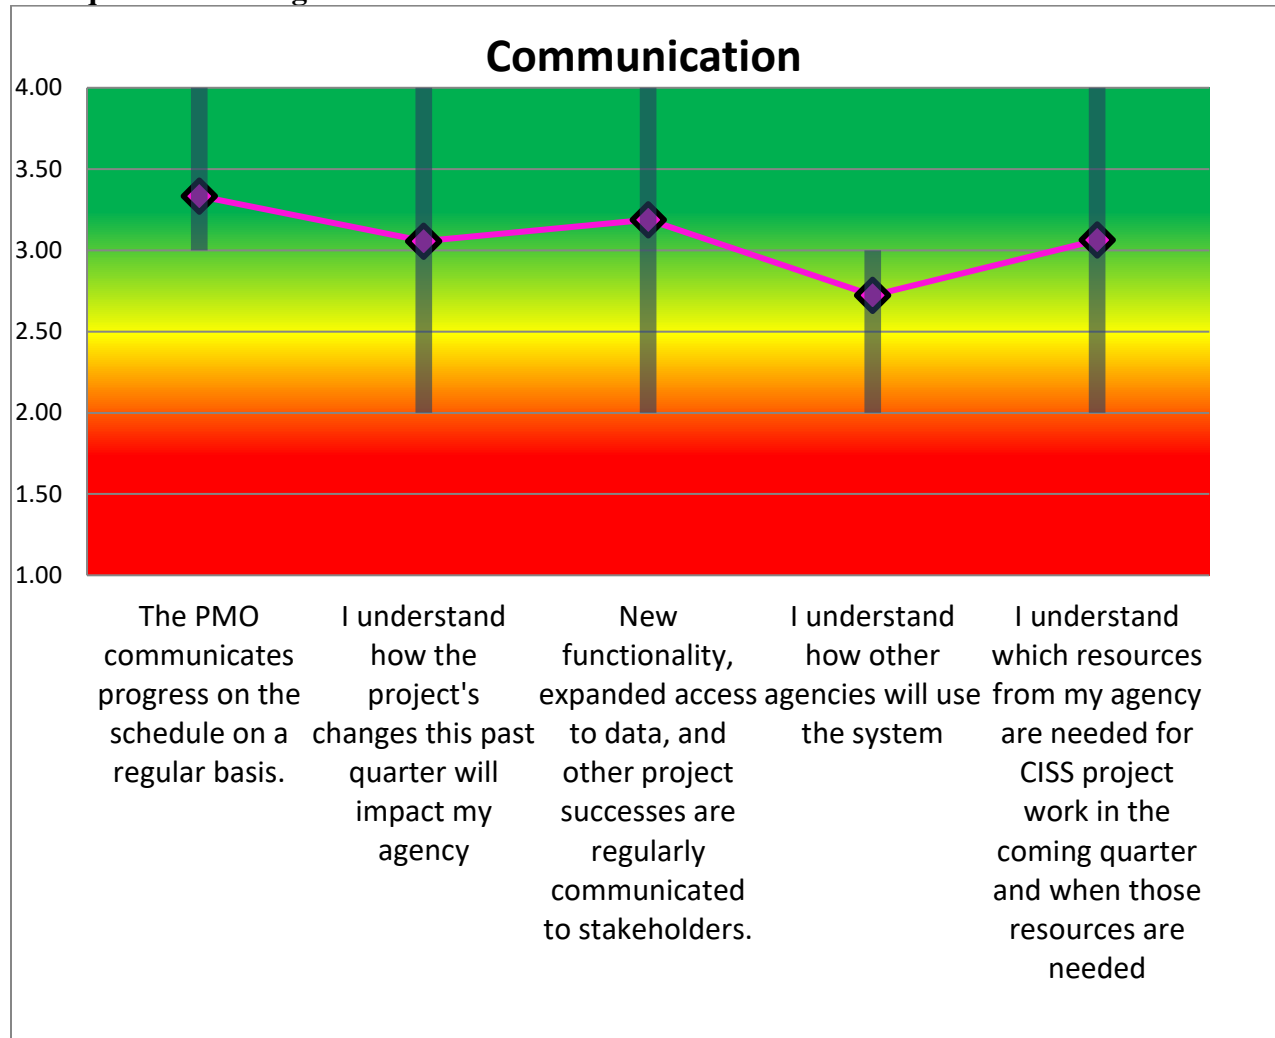 Communication
4.00
3.50
3.00
2.50
2.00
1.50
1.00
The PMO
communicates
progress on the
schedule on a
regular basis.
I understand
how the
project's
changes this past
quarter will
impact my
agency
New
functionality,
expanded access
to data, and
other project
successes are
regularly
communicated
to stakeholders.
I understand
how other
agencies will use
the system
I understand
which resources
from my agency
are needed for
CISS project
work in the
coming quarter
and when those
resources are
needed